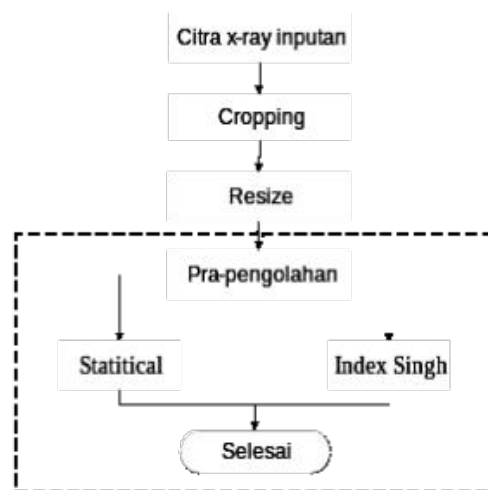 Citra x-ray inputan
Cropping
Resize
Pra-pengolahan
Statitical
Index Singh
Selesai